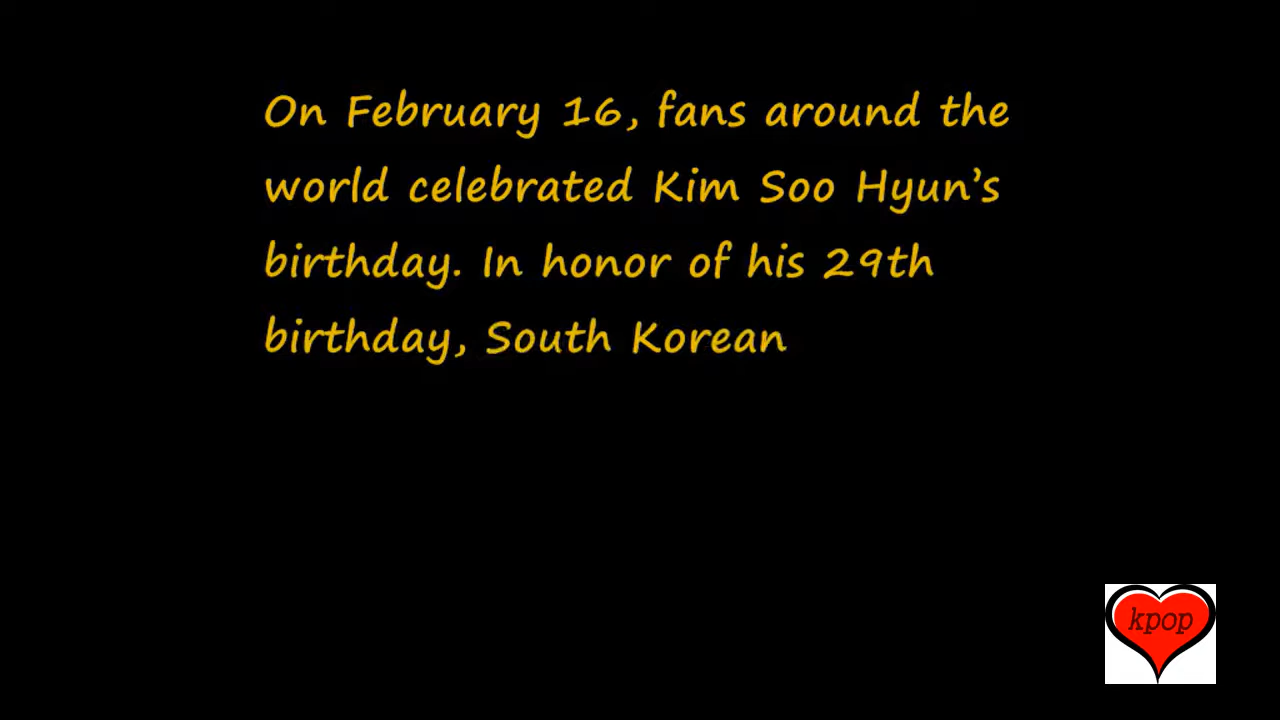 On February 16, fans around the
world celebrated Kim Soo Hyun’s
birthday. In honor of his 29th
birthday, South Korean
kpop